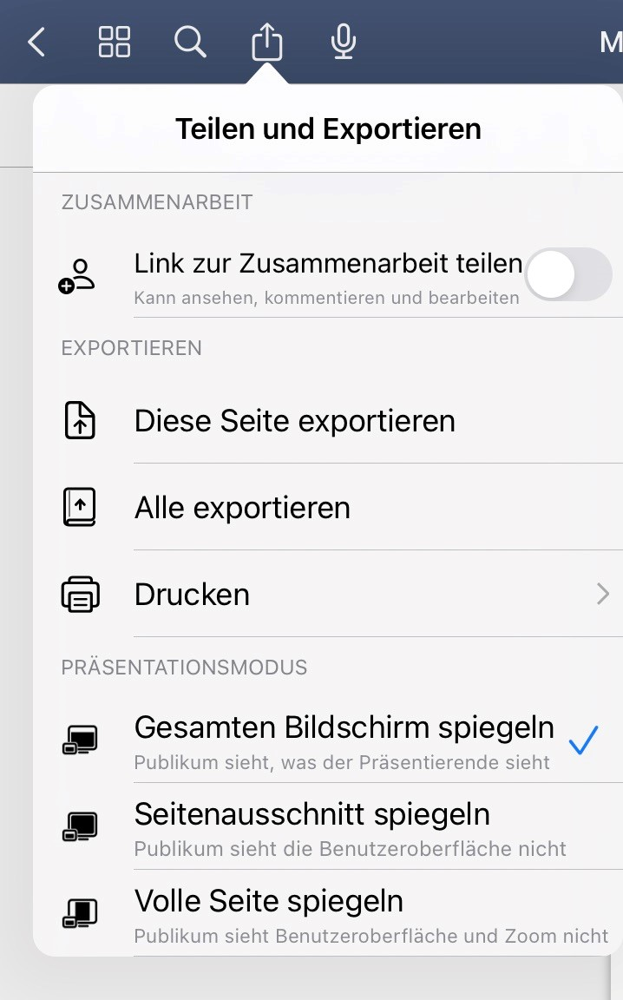 M
Teilen und Exportieren
ZUSAMMENARBEIT
Link zur Zusammenarbeit teilen
Kann ansehen, kommentieren und bearbeiten
EXPORTIEREN
Diese Seite exportieren
Alle exportieren
Drucken
PRÄSENTATIONSMODUS
Gesamten Bildschirm spiegeln
Publikum sieht, was der Präsentierende sieht
Seitenausschnitt spiegeln
Publikum sieht die Benutzeroberfläche nicht
Volle Seite spiegeln
Publikum sieht Benutzeroberfläche und Zoom nicht